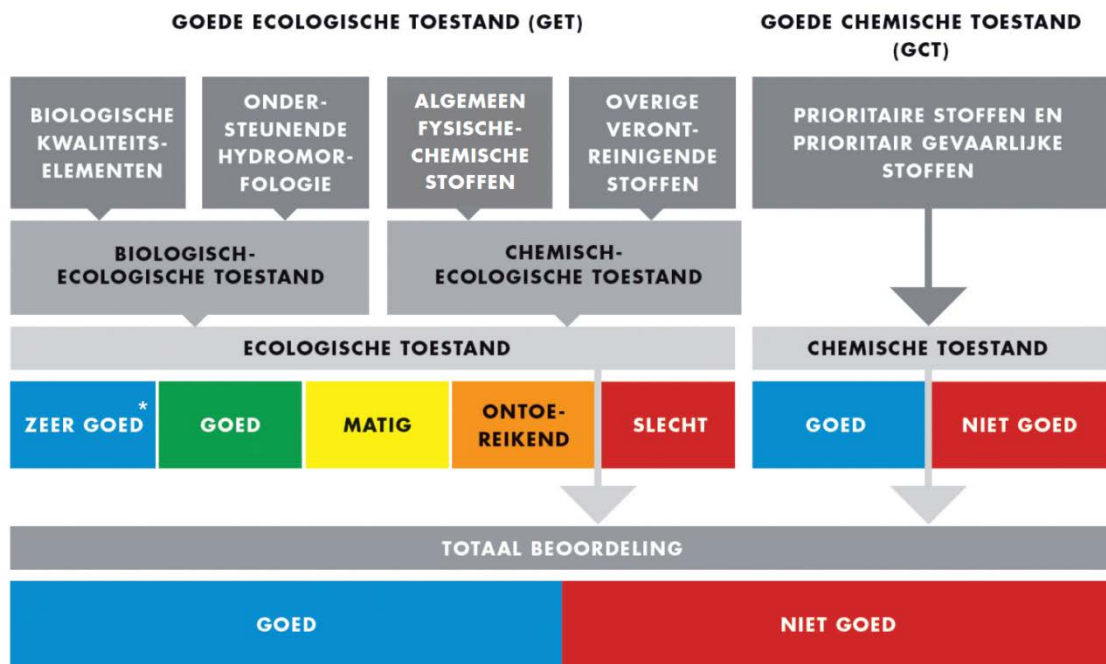 GOEDE ECOLOGISCHE TOESTAND (GET)
GOEDE CHEMISCHE TOESTAND
(GCT)
BIOLOGISCHE
KWALITEITS-
ELEMENTEN
ONDER-
STEUNENDE
HYDROMOR-
FOLOGIE
ALGEMEEN
FYSISCHE-
CHEMISCHE
STOFFEN
OVERIGE
VERONT-
REINIGENDE
STOFFEN
PRIORITAIRE STOFFEN EN
PRIORITAIR GEVAARLIJKE
STOFFEN
BIOLOGISCH-
ECOLOGISCHE TOESTAND
CHEMISCH-
ECOLOGISCHE TOESTAND
ECOLOGISCHE TOESTAND
CHEMISCHE TOESTAND
ZEER GOED*
GOED
MATIG
ONTOE-
REIKEND
SLECHT
GOED
NIET GOED
TOTAAL BEOORDELING
GOED
NIET GOED